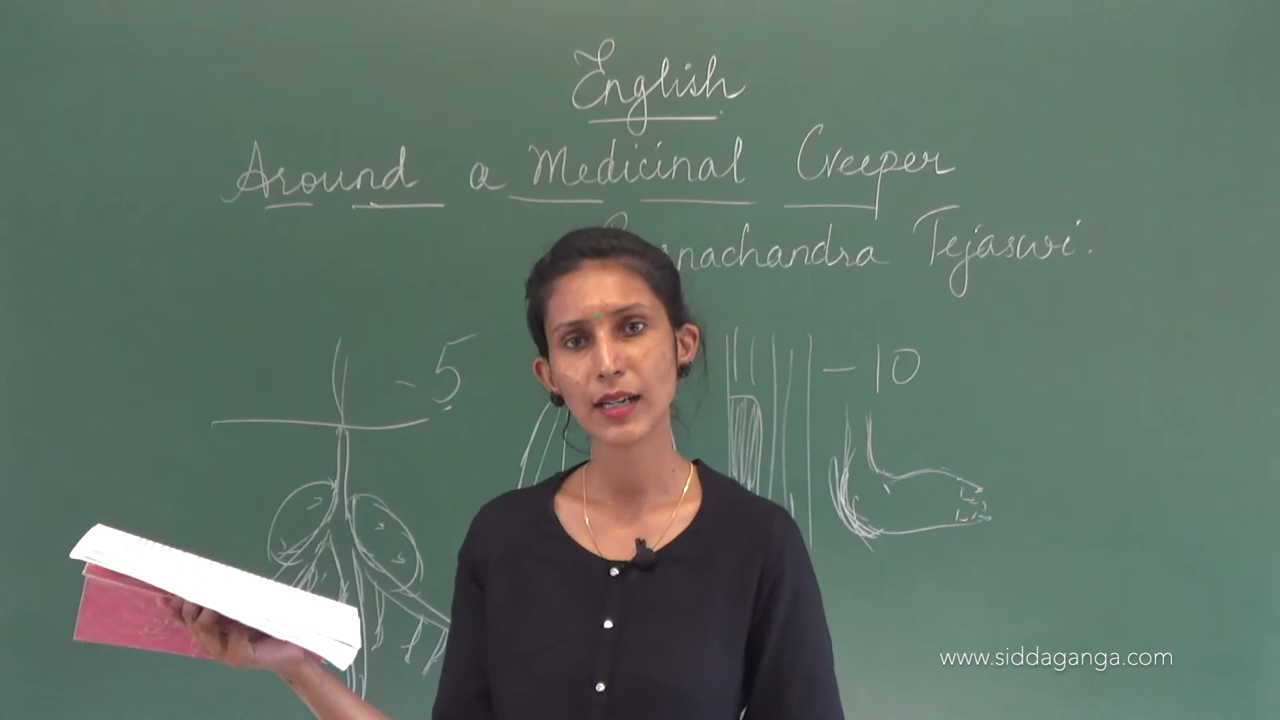 English
Around a Medicinal Creeper
Tejaswi.
- 5
- 10
www.siddaganga.com